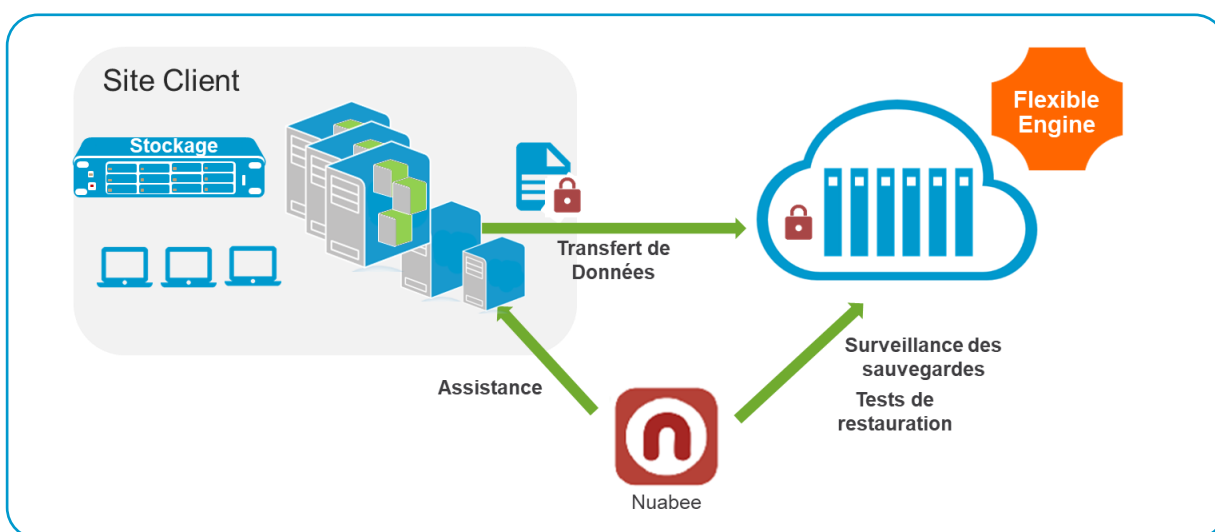 Site Client
Flexible
Engine
Stockage
Transfert de
Données
Surveillance des
sauvegardes
Assistance
Tests de
restauration
Nuabee